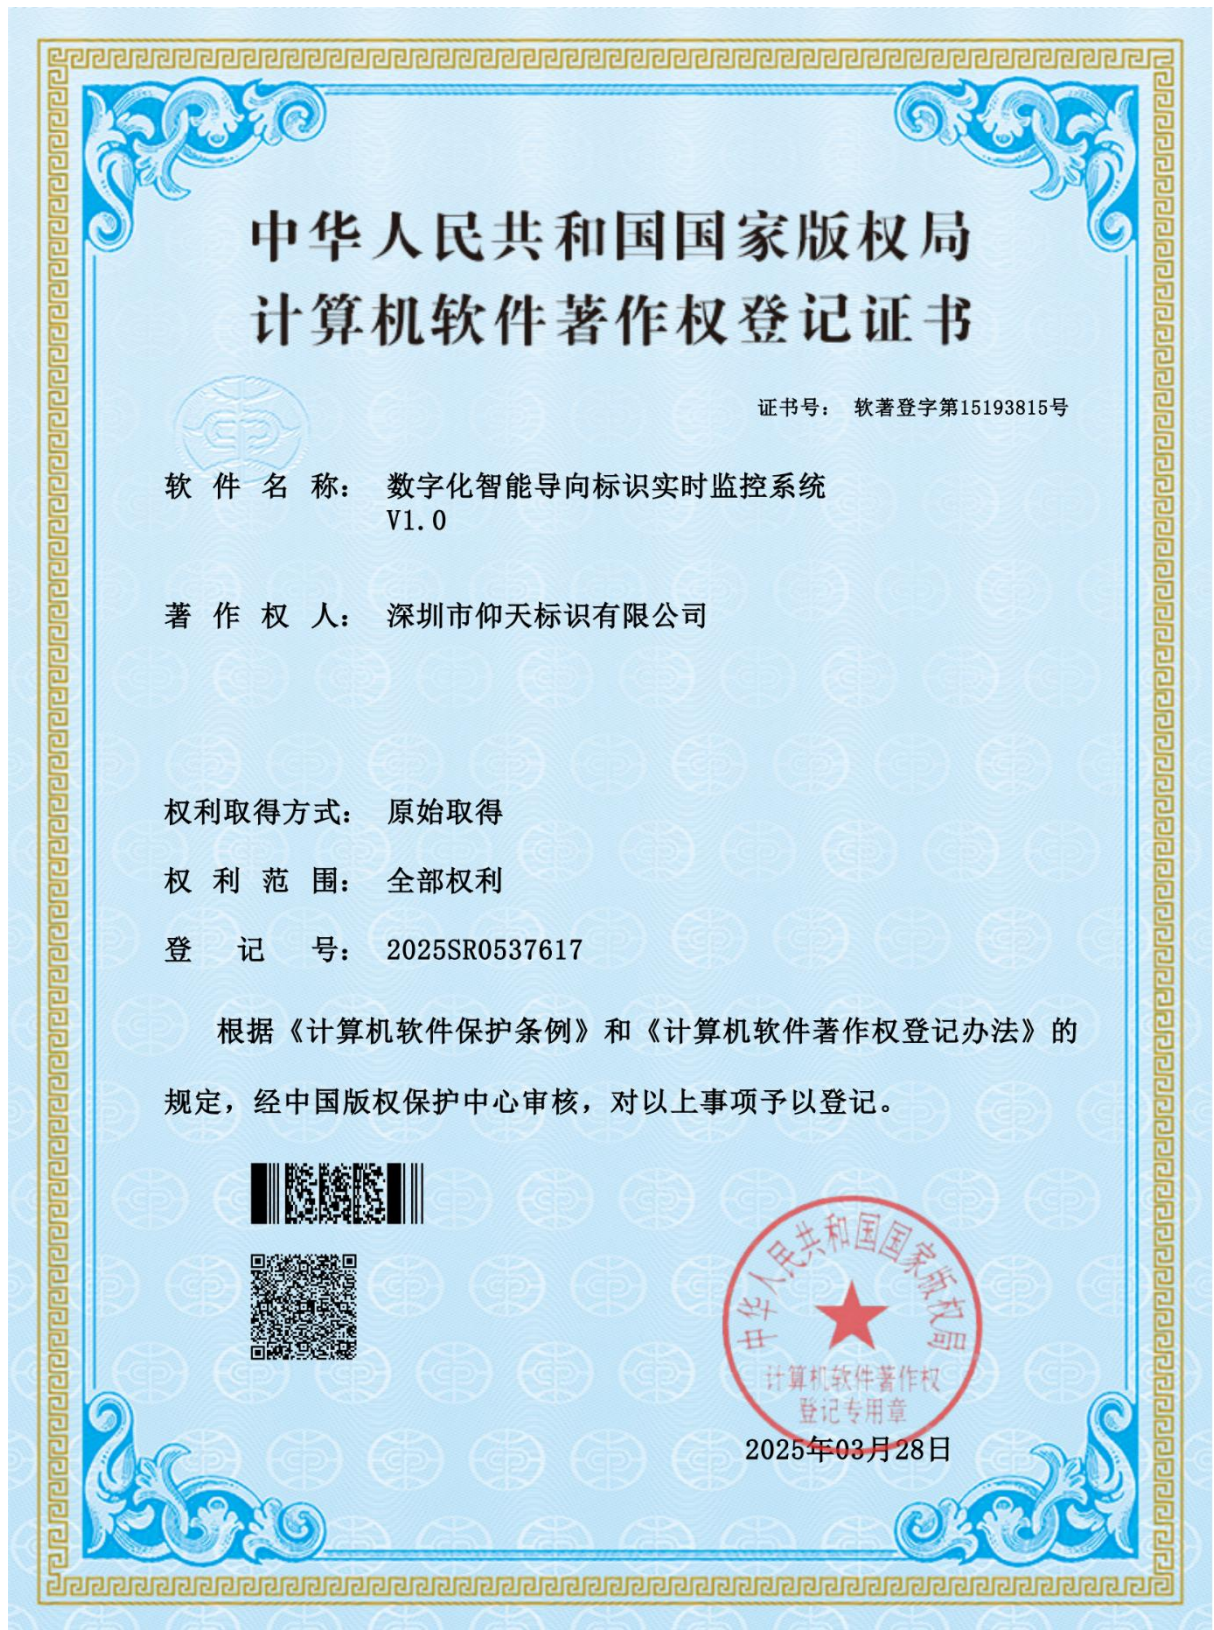 中华人民共和国国家版权局
计算机软件著作权登记证书
证书号： 软著登字第15193815号
软件名称： 数字化智能导向标识实时监控系统
V1.0
著作权人： 深圳市仰天标识有限公司
权利取得方式： 原始取得
权利范围： 全部权利
登记号： 2025SR0537617
根据《计算机软件保护条例》和《计算机软件著作权登记办法》的
规定，经中国版权保护中心审核，对以上事项予以登记。
中华人民共和国国家版权局
计算机软件著作权
登记专用章
2025年03月28日